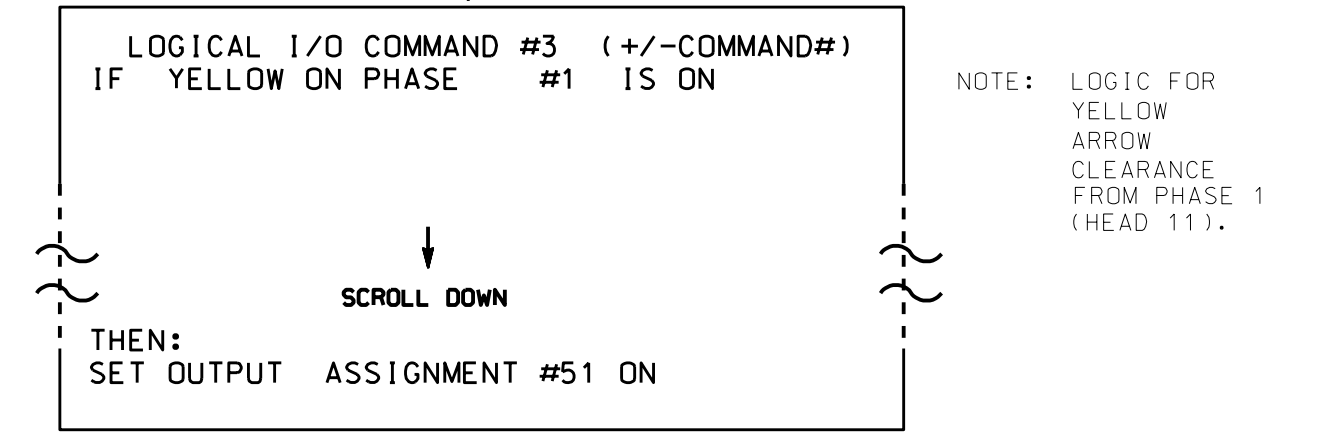 LOGICAL I/O COMMAND #3 (+/-COMMAND#)
IF YELLOW ON PHASE #1 IS ON
SCROLL DOWN
THEN:
SET OUTPUT ASSIGNMENT #51 ON
NOTE: LOGIC FOR
YELLOW
ARROW
CLEARANCE
FROM PHASE 1
(HEAD 11).